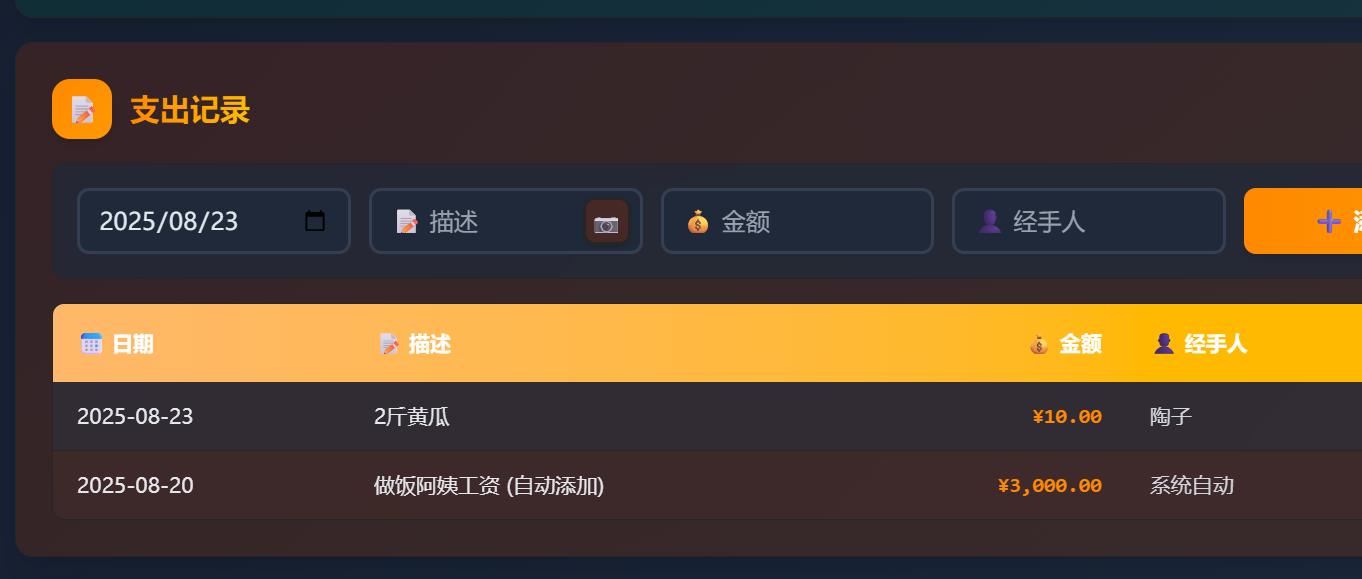 支出记录
2025/08/23 描述 金额 经手人
日期 描述 金额 经手人
2025-08-23 2斤黄瓜 ¥10.00 陶子
2025-08-20 做饭阿姨工资 (自动添加) ¥3,000.00 系统自动